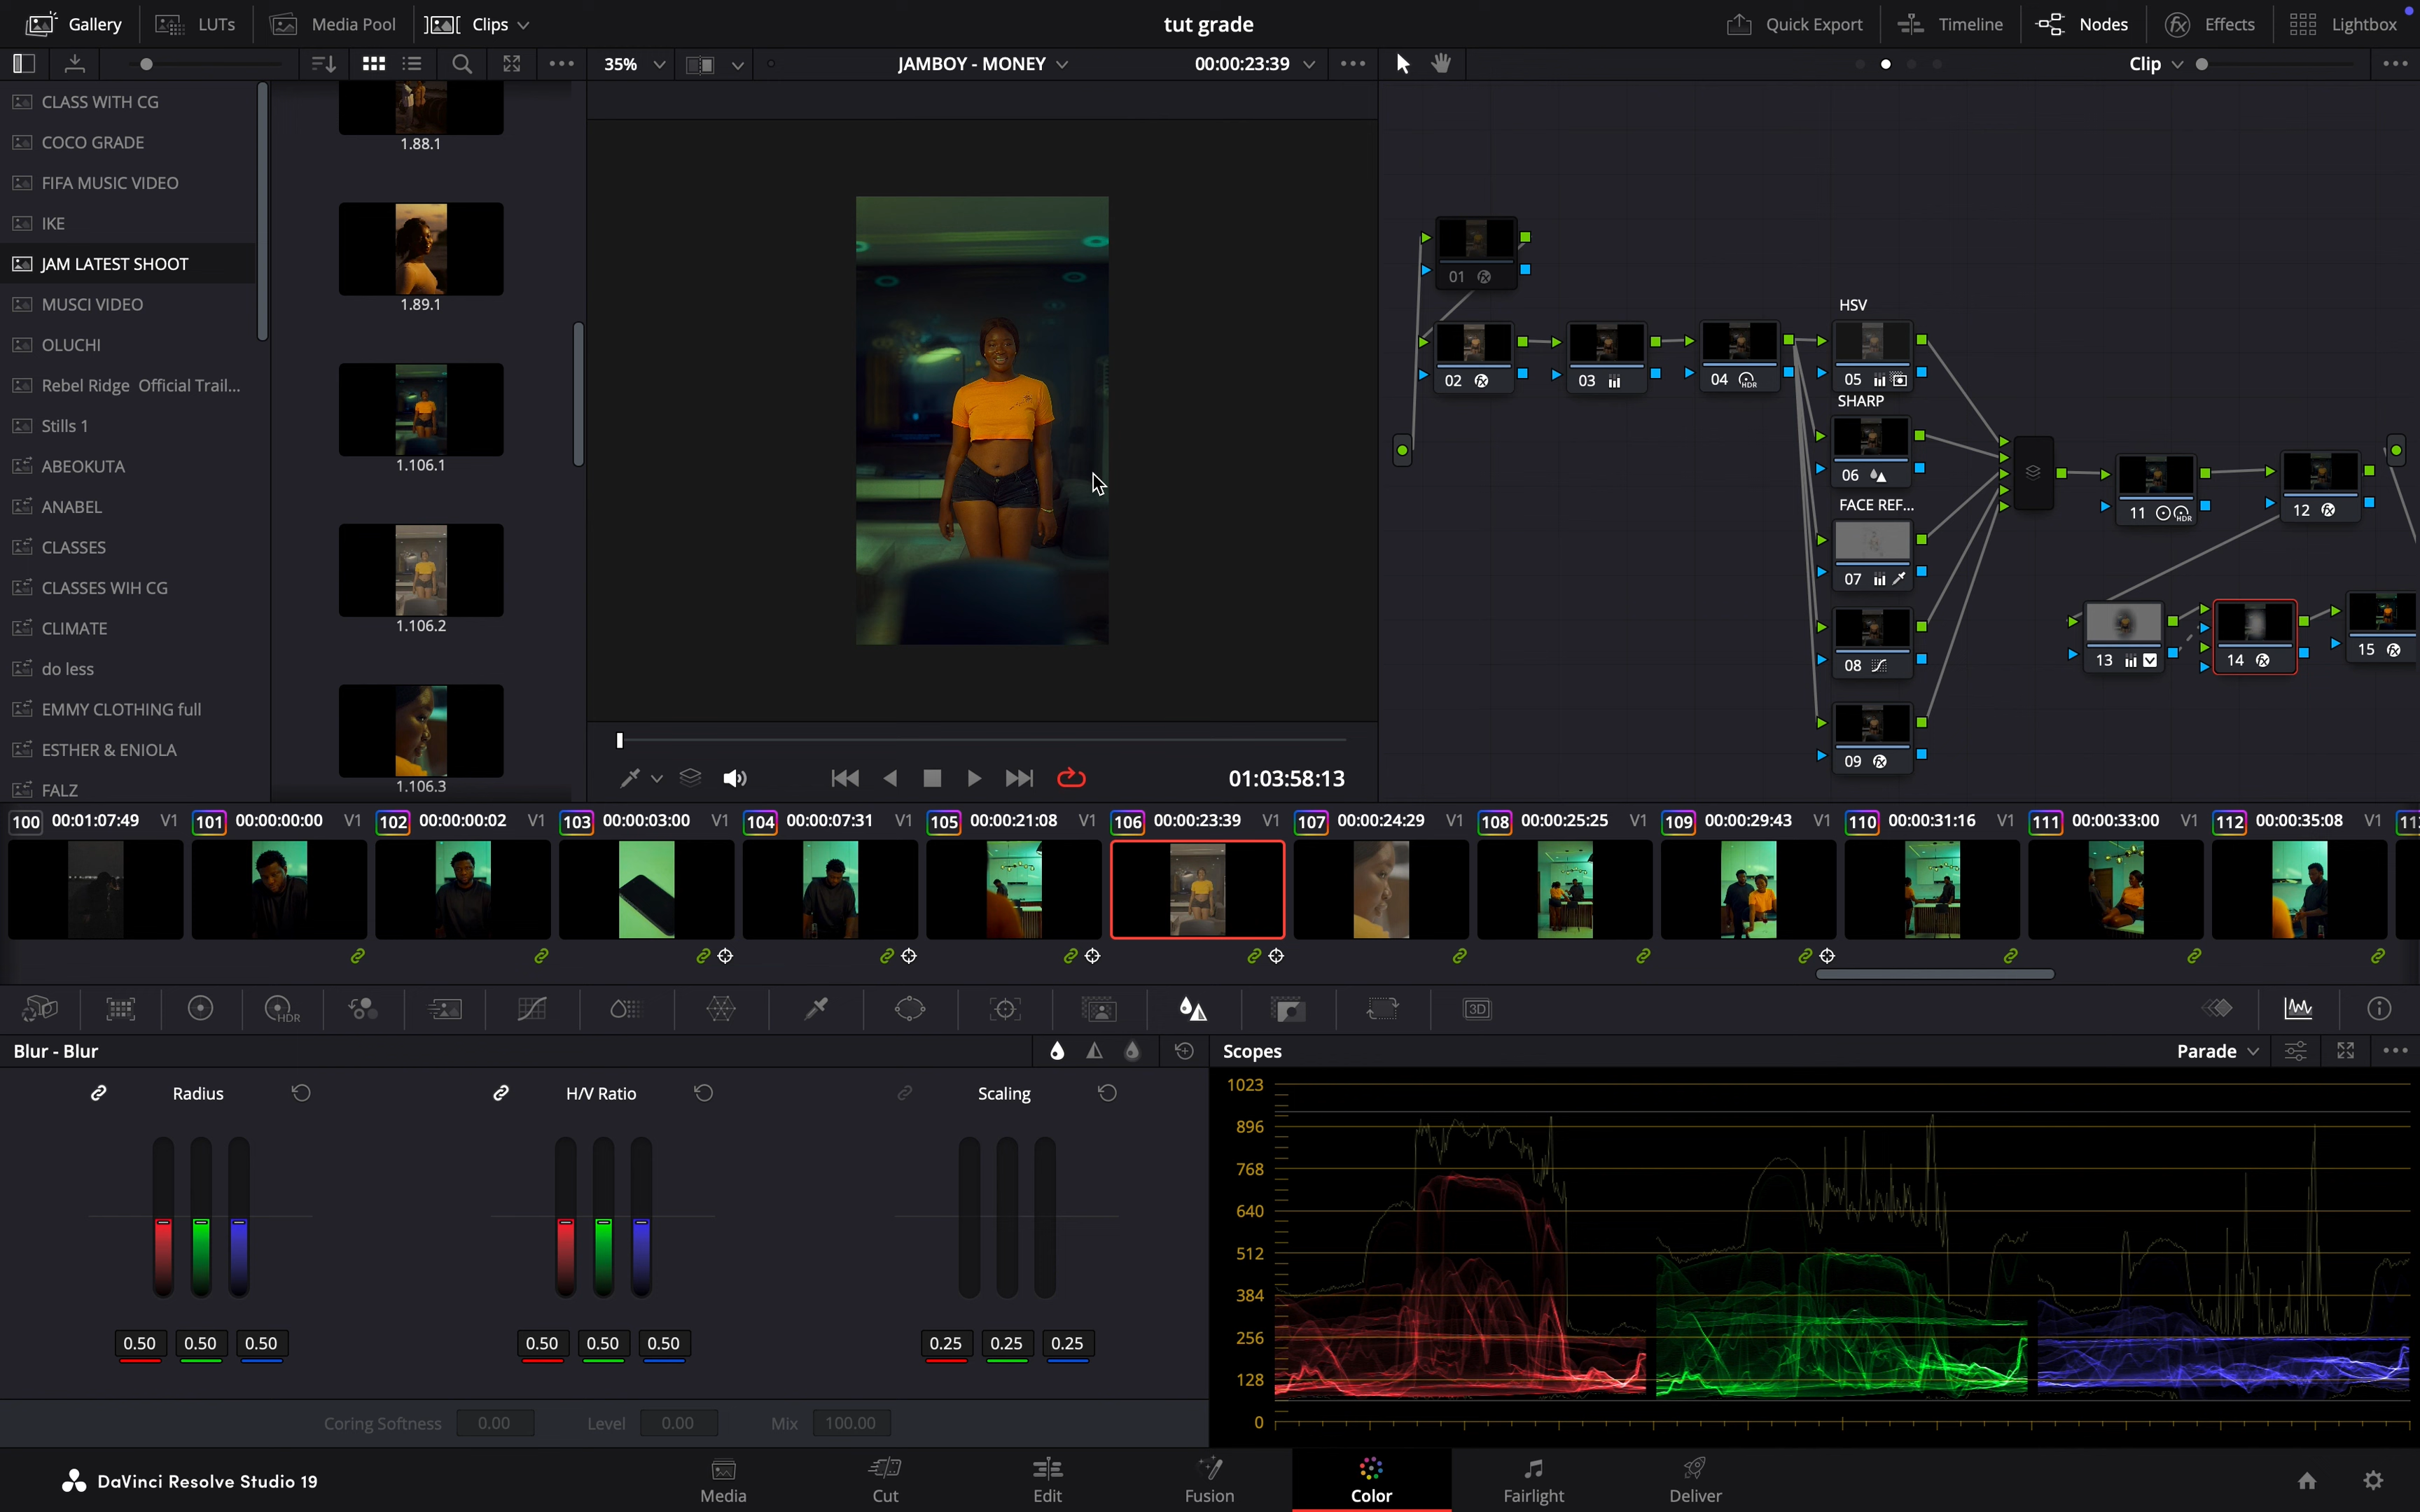 Gallery LUTs Media Pool Clips tut grade Quick Export Timeline Nodes Effects Lightbox
35% JAMBOY - MONEY 00:00:23:39 Clip
CLASS WITH CG
COCO GRADE
FIFA MUSIC VIDEO
IKE
JAM LATEST SHOOT
MUSCI VIDEO
OLUCHI
Rebel Ridge Official Trail...
Stills 1
ABEOKUTA
ANABEL
CLASSES
CLASSES WIH CG
CLIMATE
do less
EMMY CLOTHING full
ESTHER & ENIOLA
FALZ
1.88.1
1.89.1
1.106.1
1.106.2
1.106.3
01:03:58:13
01
HSV
02 03 04 HDR 05
SHARP
06
FACE REF...
07
08
09
11 HDR 12
13 14 15
100 00:01:07:49 V1 101 00:00:00:00 V1 102 00:00:00:02 V1 103 00:00:03:00 V1 104 00:00:07:31 V1 105 00:00:21:08 V1 106 00:00:23:39 V1 107 00:00:24:29 V1 108 00:00:25:25 V1 109 00:00:29:43 V1 110 00:00:31:16 V1 111 00:00:33:00 V1 112 00:00:35:08 V1
HDR 3D
Blur - Blur
Radius H/V Ratio Scaling
0.50 0.50 0.50 0.50 0.50 0.50 0.25 0.25 0.25
Coring Softness 0.00 Level 0.00 Mix 100.00
Scopes Parade
1023
896
768
640
512
384
256
128
0
DaVinci Resolve Studio 19
Media Cut Edit Fusion Color Fairlight Deliver